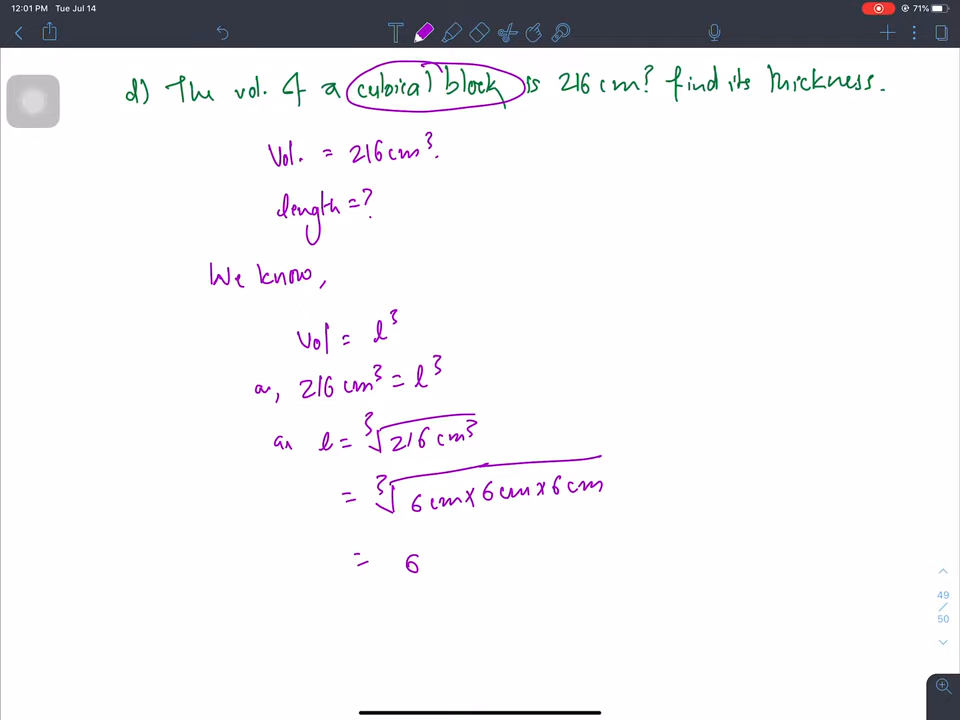 12:01 PM Tue Jul 14
71%
T
d) The vol. of a cubical block is 216 cm³. find its thickness.
Vol. = 216 cm³.
length = ?
We know,
Vol = l³
or, 216 cm³ = l³
or l = ∛216 cm³
= ∛6 cm × 6 cm × 6 cm
= 6
49
/
50